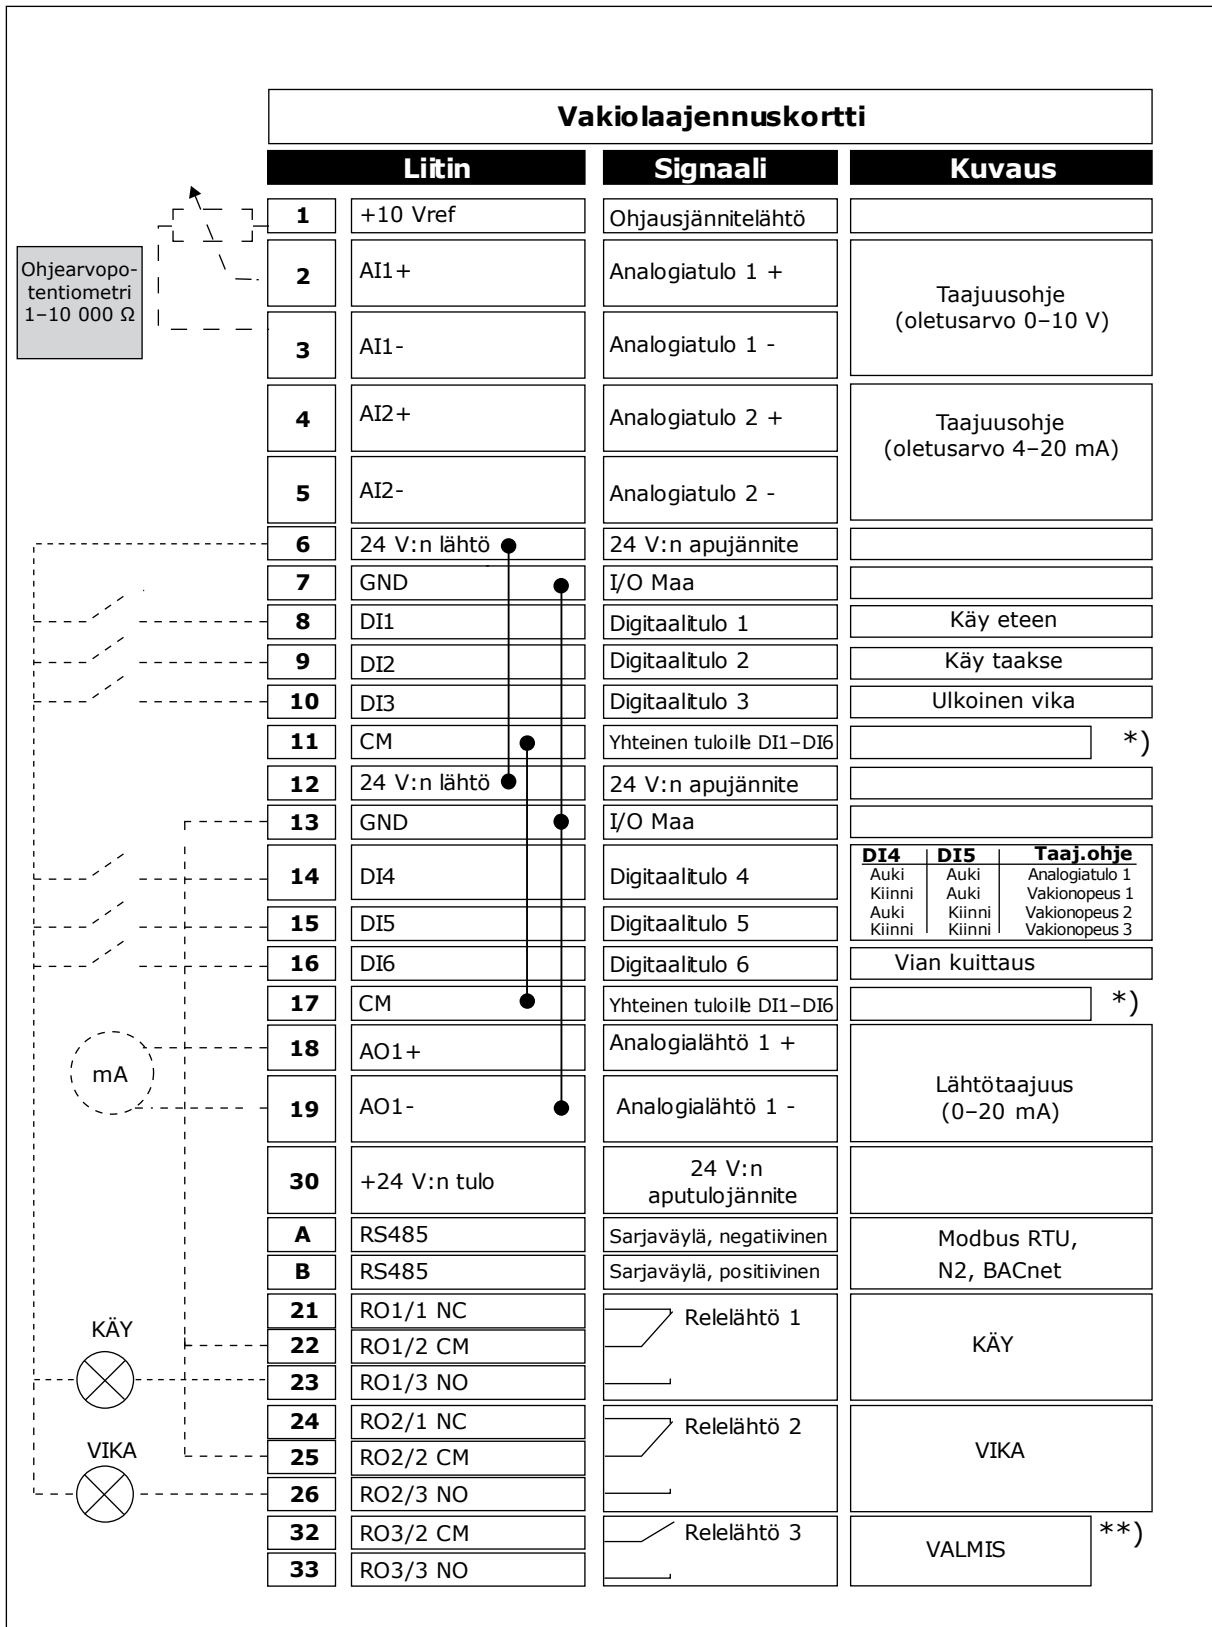 Vakiolaajennuskortti
Liitin Signaali Kuvaus
1 +10 Vref Ohjausjännitelähtö
Ohjearvopo-
tentiometri
1–10 000 Ω
2 AI1+ Analogiatulo 1 +
Taajuusohje
(oletusarvo 0–10 V)
3 AI1- Analogiatulo 1 -
4 AI2+ Analogiatulo 2 +
Taajuusohje
(oletusarvo 4–20 mA)
5 AI2- Analogiatulo 2 -
6 24 V:n lähtö 24 V:n apujännite
7 GND I/O Maa
8 DI1 Digitaalitulo 1 Käy eteen
9 DI2 Digitaalitulo 2 Käy taakse
10 DI3 Digitaalitulo 3 Ulkoinen vika
11 CM Yhteinen tuloille DI1–DI6 *)
12 24 V:n lähtö 24 V:n apujännite
13 GND I/O Maa
14 DI4 Digitaalitulo 4
DI4 DI5 Taaj.ohje
Auki Auki Analogiatulo 1
Kiinni Auki Vakionopeus 1
Auki Kiinni Vakionopeus 2
Kiinni Kiinni Vakionopeus 3
15 DI5 Digitaalitulo 5
16 DI6 Digitaalitulo 6 Vian kuittaus
17 CM Yhteinen tuloille DI1–DI6 *)
18 AO1+ Analogialähtö 1 +
mA
Lähtötaajuus
(0–20 mA)
19 AO1- Analogialähtö 1 -
30 +24 V:n tulo 24 V:n
aputulojännite
A RS485 Sarjaväylä, negatiivinen
Modbus RTU,
N2, BACnet
B RS485 Sarjaväylä, positiivinen
21 RO1/1 NC Relelähtö 1
KÄY
22 RO1/2 CM KÄY
23 RO1/3 NO
24 RO2/1 NC Relelähtö 2
VIKA
25 RO2/2 CM VIKA
26 RO2/3 NO
32 RO3/2 CM Relelähtö 3 **)
VALMIS
33 RO3/3 NO